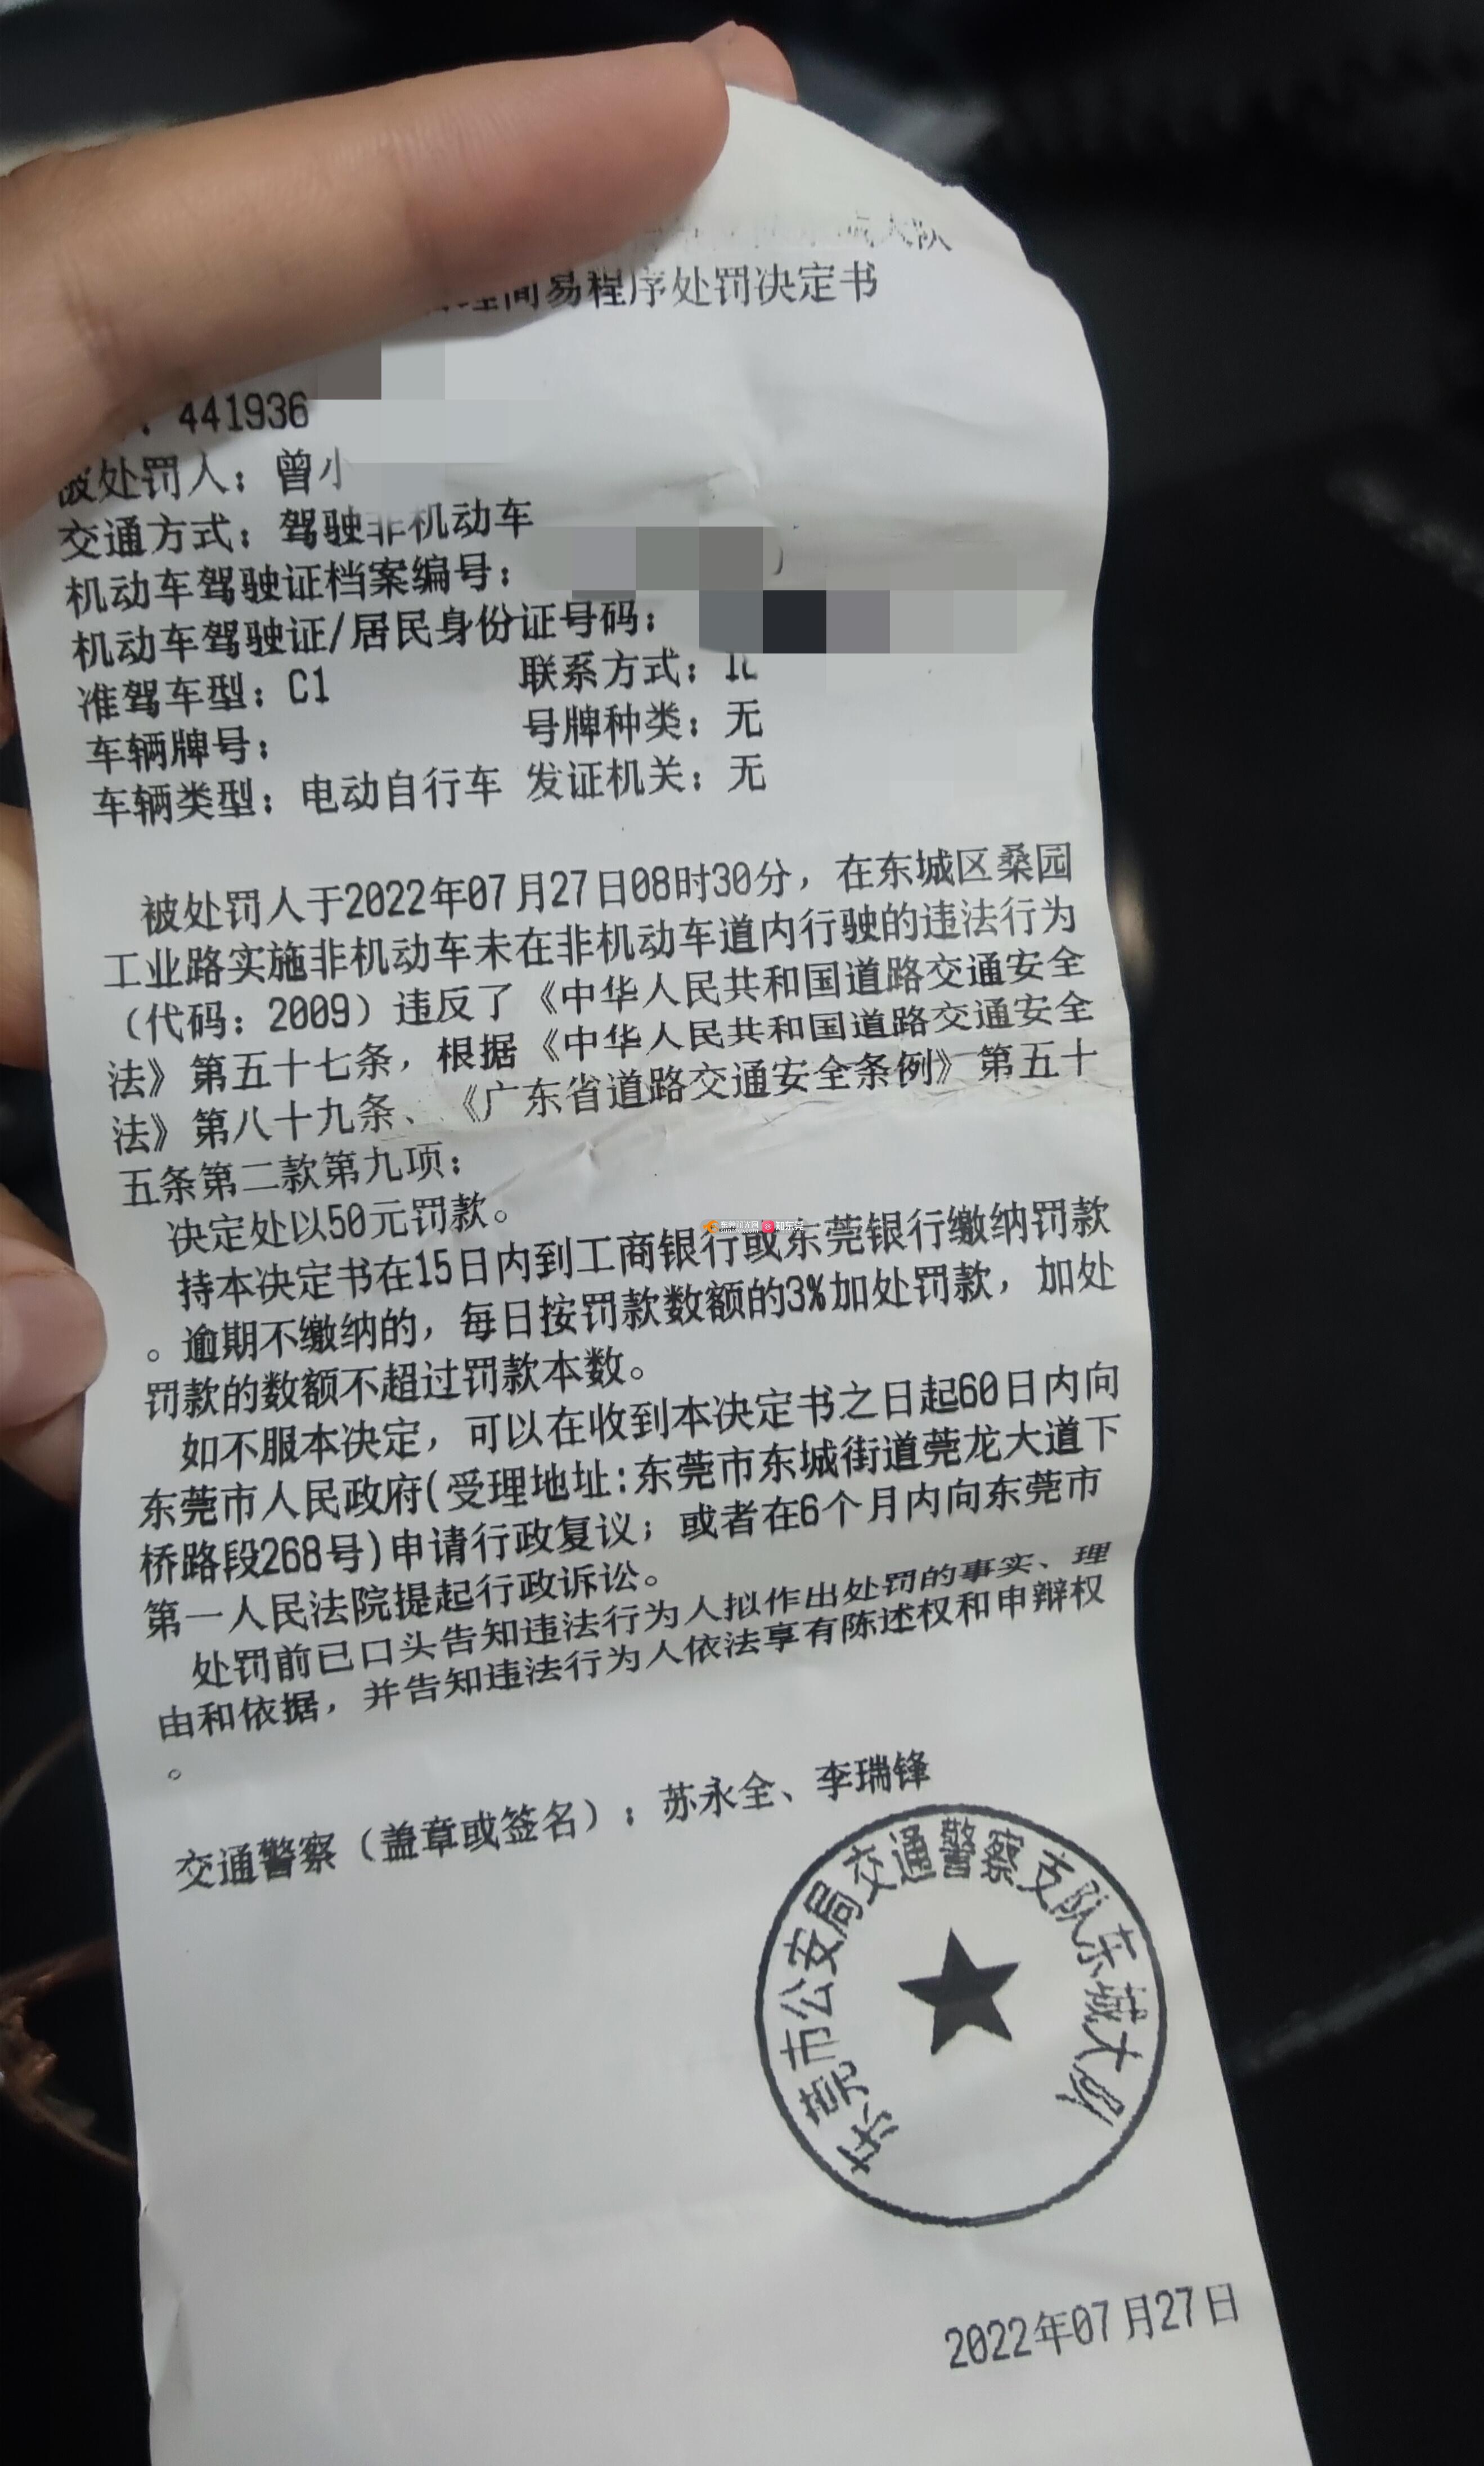 城大队
理简易程序处罚决定书
441936
被处罚人：曾小
交通方式：驾驶非机动车
机动车驾驶证档案编号：
机动车驾驶证/居民身份证号码：
准驾车型：C1 联系方式：1
车辆牌号： 号牌种类：无
车辆类型：电动自行车 发证机关：无
被处罚人于2022年07月27日08时30分，在东城区桑园
工业路实施非机动车未在非机动车道内行驶的违法行为
（代码：2009）违反了《中华人民共和国道路交通安全
法》第五十七条，根据《中华人民共和国道路交通安全
法》第八十九条、《广东省道路交通安全条例》第五十
五条第二款第九项：
决定处以50元罚款。
持本决定书在15日内到工商银行或东莞银行缴纳罚款
。逾期不缴纳的，每日按罚款数额的3%加处罚款，加处
罚款的数额不超过罚款本数。
如不服本决定，可以在收到本决定书之日起60日内向
东莞市人民政府(受理地址:东莞市东城街道莞龙大道下
桥路段268号)申请行政复议；或者在6个月内向东莞市
第一人民法院提起行政诉讼。
处罚前已口头告知违法行为人拟作出处罚的事实、理
由和依据，并告知违法行为人依法享有陈述权和申辩权
。
交通警察（盖章或签名）：苏永全、李瑞锋
东莞市公安局交通警察支队东城大队
2022年07月27日
东莞阳光网 知东莞